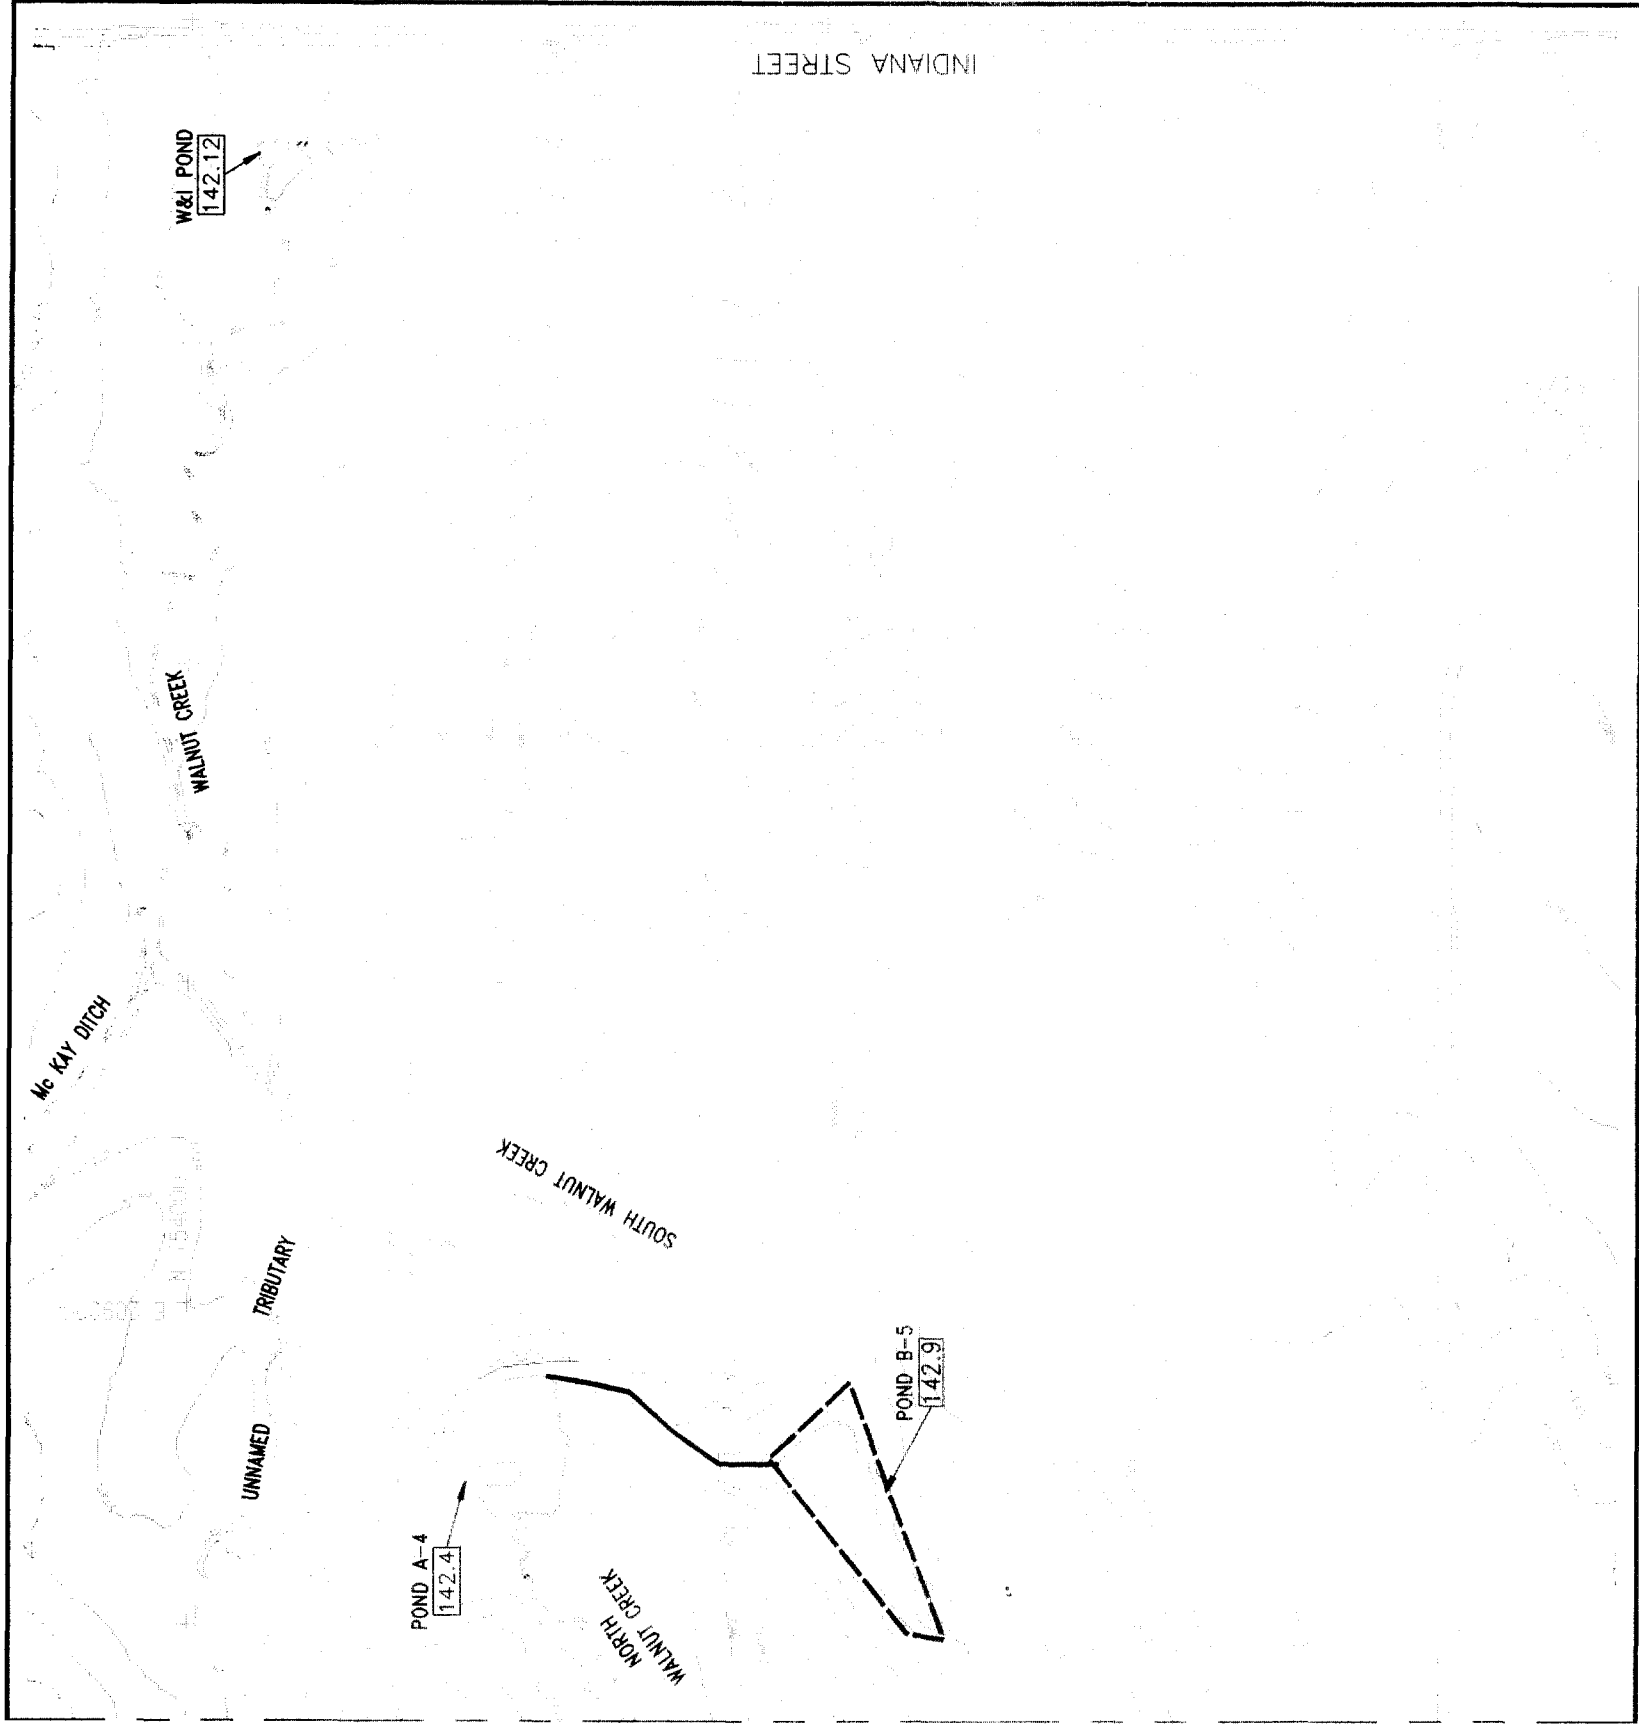 INDIANA STREET
W&I POND
142.12
WALNUT CREEK
Mc KAY DITCH
SOUTH WALNUT CREEK
UNNAMED TRIBUTARY
POND B-5
142.9
POND A-4
142.4
NORTH
WALNUT CREEK